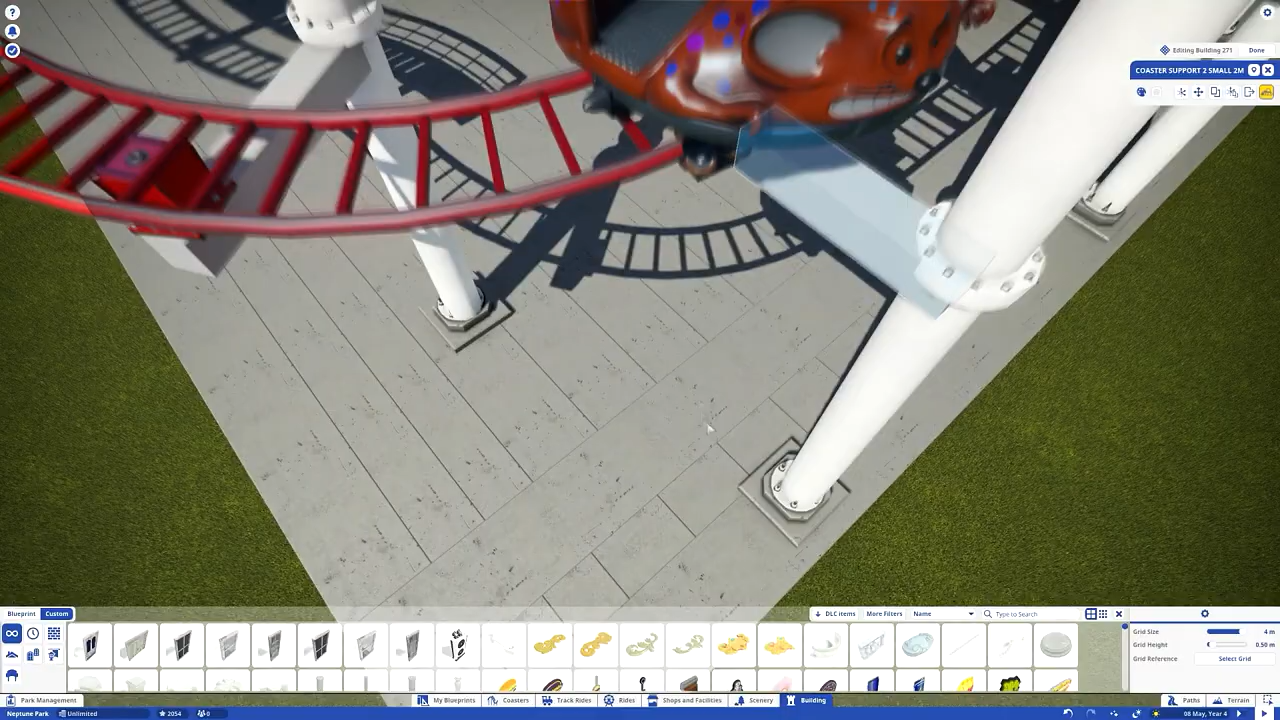 Editing Building 271 Done
COASTER SUPPORT 2 SMALL 2M
Blueprint Custom DLC items More Filters Name Type to Search
Grid Size 4 m
Grid Height 0.50 m
Grid Reference Select Grid
Park Management My Blueprints Coasters Track Rides Rides Shops and Facilities Scenery Building Paths Terrain
Neptune Park Unlimited 2054 0 08 May, Year 4